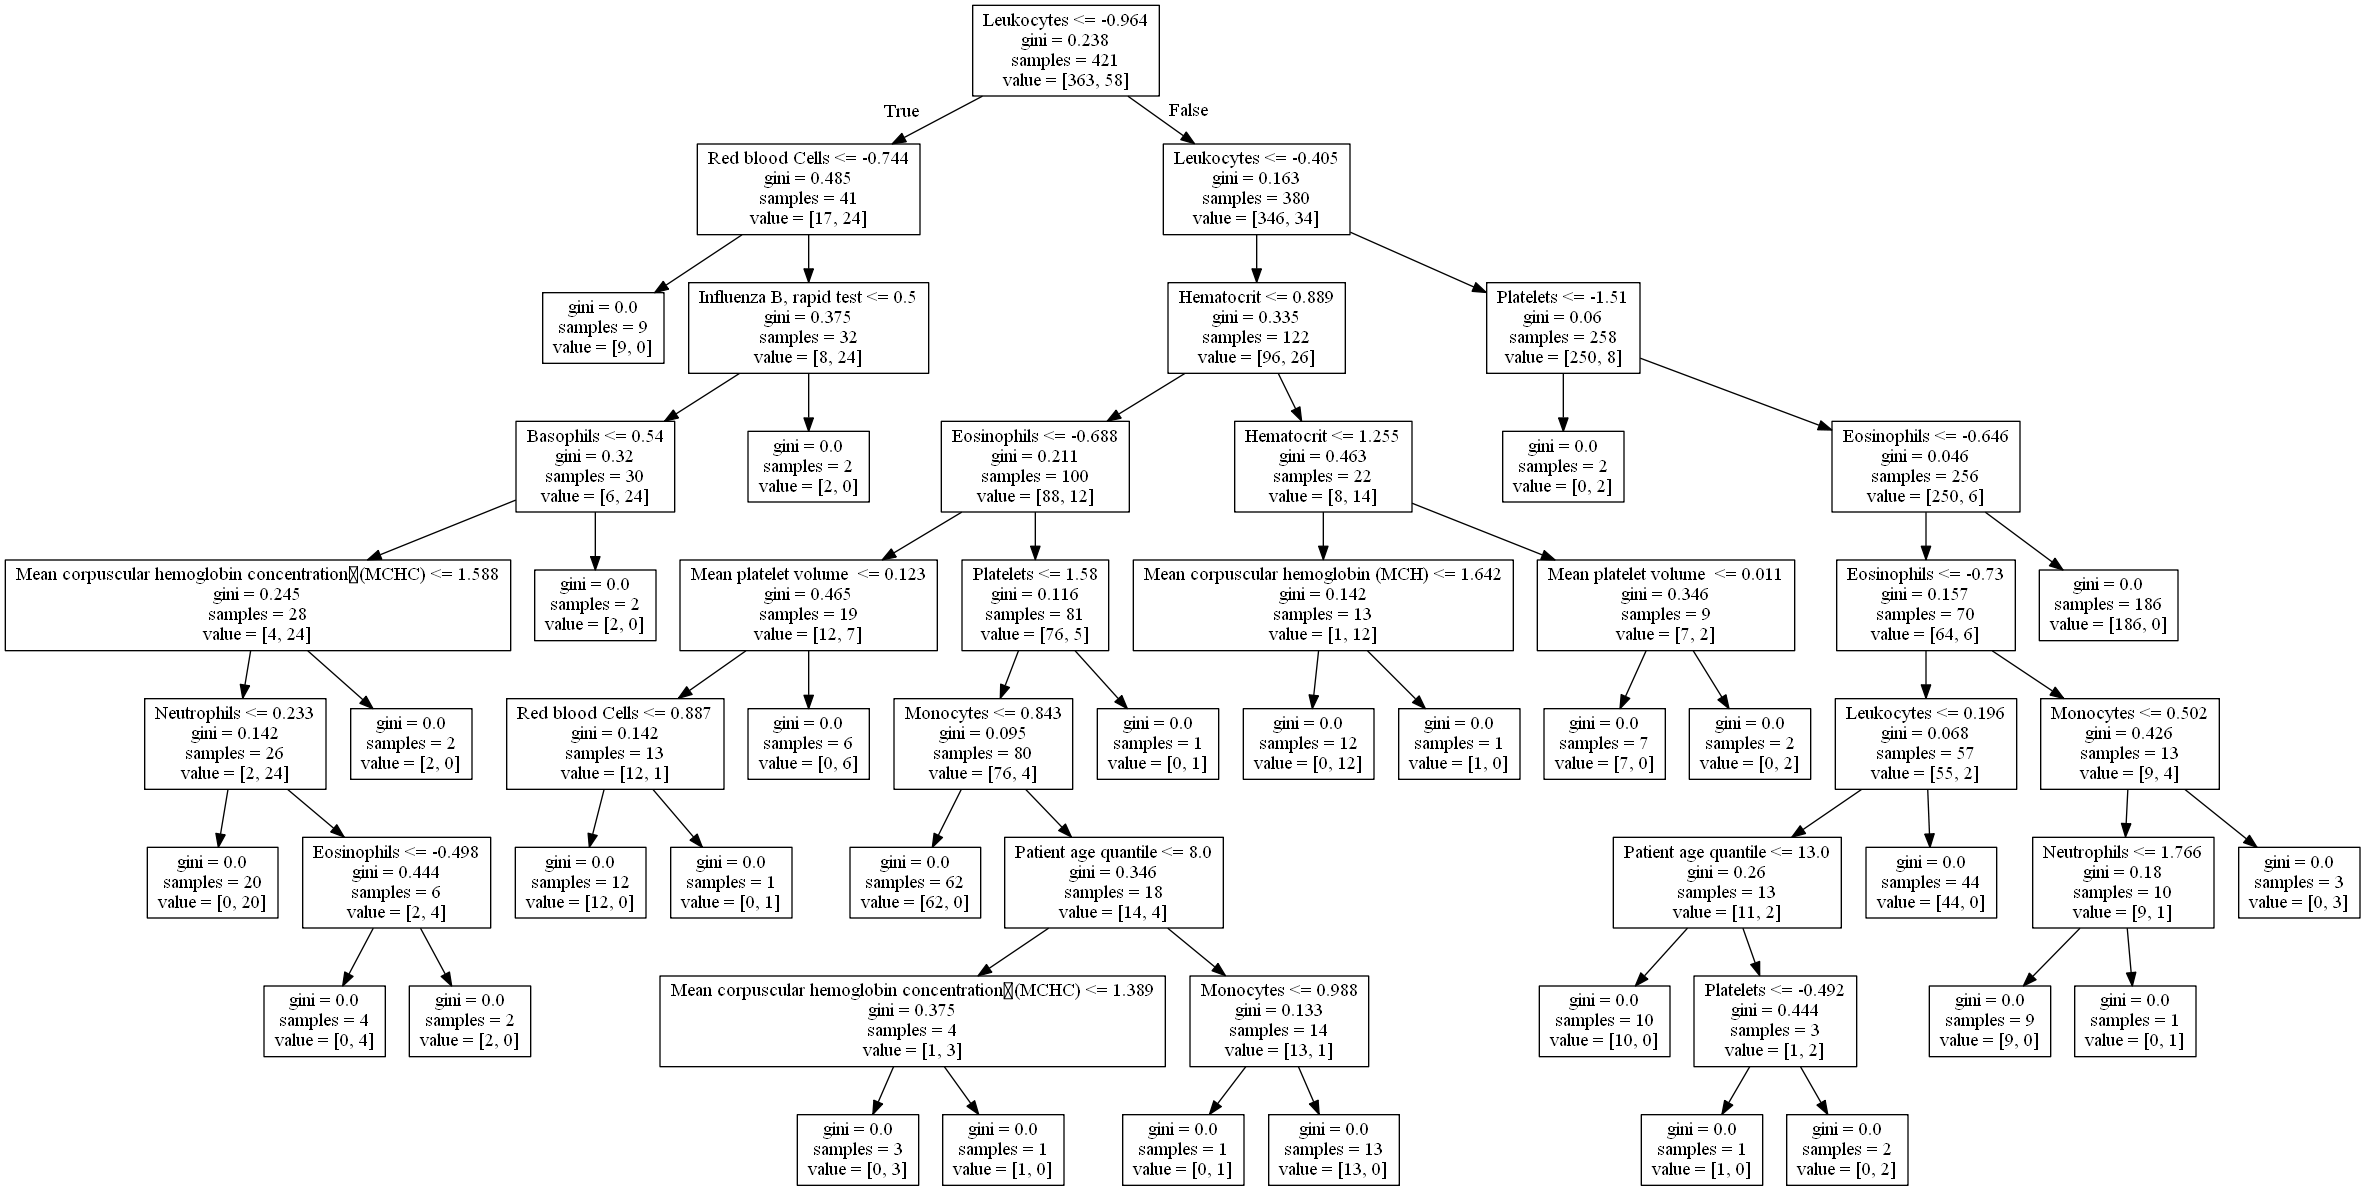 Leukocytes <= -0.964
gini = 0.238
samples = 421
value = [363, 58]
True
False
Red blood Cells <= -0.744
gini = 0.485
samples = 41
value = [17, 24]
Leukocytes <= -0.405
gini = 0.163
samples = 380
value = [346, 34]
gini = 0.0
samples = 9
value = [9, 0]
Influenza B, rapid test <= 0.5
gini = 0.375
samples = 32
value = [8, 24]
Hematocrit <= 0.889
gini = 0.335
samples = 122
value = [96, 26]
Platelets <= -1.51
gini = 0.06
samples = 258
value = [250, 8]
Basophils <= 0.54
gini = 0.32
samples = 30
value = [6, 24]
gini = 0.0
samples = 2
value = [2, 0]
Eosinophils <= -0.688
gini = 0.211
samples = 100
value = [88, 12]
Hematocrit <= 1.255
gini = 0.463
samples = 22
value = [8, 14]
gini = 0.0
samples = 2
value = [0, 2]
Eosinophils <= -0.646
gini = 0.046
samples = 256
value = [250, 6]
Mean corpuscular hemoglobin concentration (MCHC) <= 1.588
gini = 0.245
samples = 28
value = [4, 24]
gini = 0.0
samples = 2
value = [2, 0]
Mean platelet volume  <= 0.123
gini = 0.465
samples = 19
value = [12, 7]
Platelets <= 1.58
gini = 0.116
samples = 81
value = [76, 5]
Mean corpuscular hemoglobin (MCH) <= 1.642
gini = 0.142
samples = 13
value = [1, 12]
Mean platelet volume  <= 0.011
gini = 0.346
samples = 9
value = [7, 2]
Eosinophils <= -0.73
gini = 0.157
samples = 70
value = [64, 6]
gini = 0.0
samples = 186
value = [186, 0]
Neutrophils <= 0.233
gini = 0.142
samples = 26
value = [2, 24]
gini = 0.0
samples = 2
value = [2, 0]
Red blood Cells <= 0.887
gini = 0.142
samples = 13
value = [12, 1]
gini = 0.0
samples = 6
value = [0, 6]
Monocytes <= 0.843
gini = 0.095
samples = 80
value = [76, 4]
gini = 0.0
samples = 1
value = [0, 1]
gini = 0.0
samples = 12
value = [0, 12]
gini = 0.0
samples = 1
value = [1, 0]
gini = 0.0
samples = 7
value = [7, 0]
gini = 0.0
samples = 2
value = [0, 2]
Leukocytes <= 0.196
gini = 0.068
samples = 57
value = [55, 2]
Monocytes <= 0.502
gini = 0.426
samples = 13
value = [9, 4]
gini = 0.0
samples = 20
value = [0, 20]
Eosinophils <= -0.498
gini = 0.444
samples = 6
value = [2, 4]
gini = 0.0
samples = 12
value = [12, 0]
gini = 0.0
samples = 1
value = [0, 1]
gini = 0.0
samples = 62
value = [62, 0]
Patient age quantile <= 8.0
gini = 0.346
samples = 18
value = [14, 4]
Patient age quantile <= 13.0
gini = 0.26
samples = 13
value = [11, 2]
gini = 0.0
samples = 44
value = [44, 0]
Neutrophils <= 1.766
gini = 0.18
samples = 10
value = [9, 1]
gini = 0.0
samples = 3
value = [0, 3]
gini = 0.0
samples = 4
value = [0, 4]
gini = 0.0
samples = 2
value = [2, 0]
Mean corpuscular hemoglobin concentration (MCHC) <= 1.389
gini = 0.375
samples = 4
value = [1, 3]
Monocytes <= 0.988
gini = 0.133
samples = 14
value = [13, 1]
gini = 0.0
samples = 10
value = [10, 0]
Platelets <= -0.492
gini = 0.444
samples = 3
value = [1, 2]
gini = 0.0
samples = 9
value = [9, 0]
gini = 0.0
samples = 1
value = [0, 1]
gini = 0.0
samples = 3
value = [0, 3]
gini = 0.0
samples = 1
value = [1, 0]
gini = 0.0
samples = 1
value = [0, 1]
gini = 0.0
samples = 13
value = [13, 0]
gini = 0.0
samples = 1
value = [1, 0]
gini = 0.0
samples = 2
value = [0, 2]